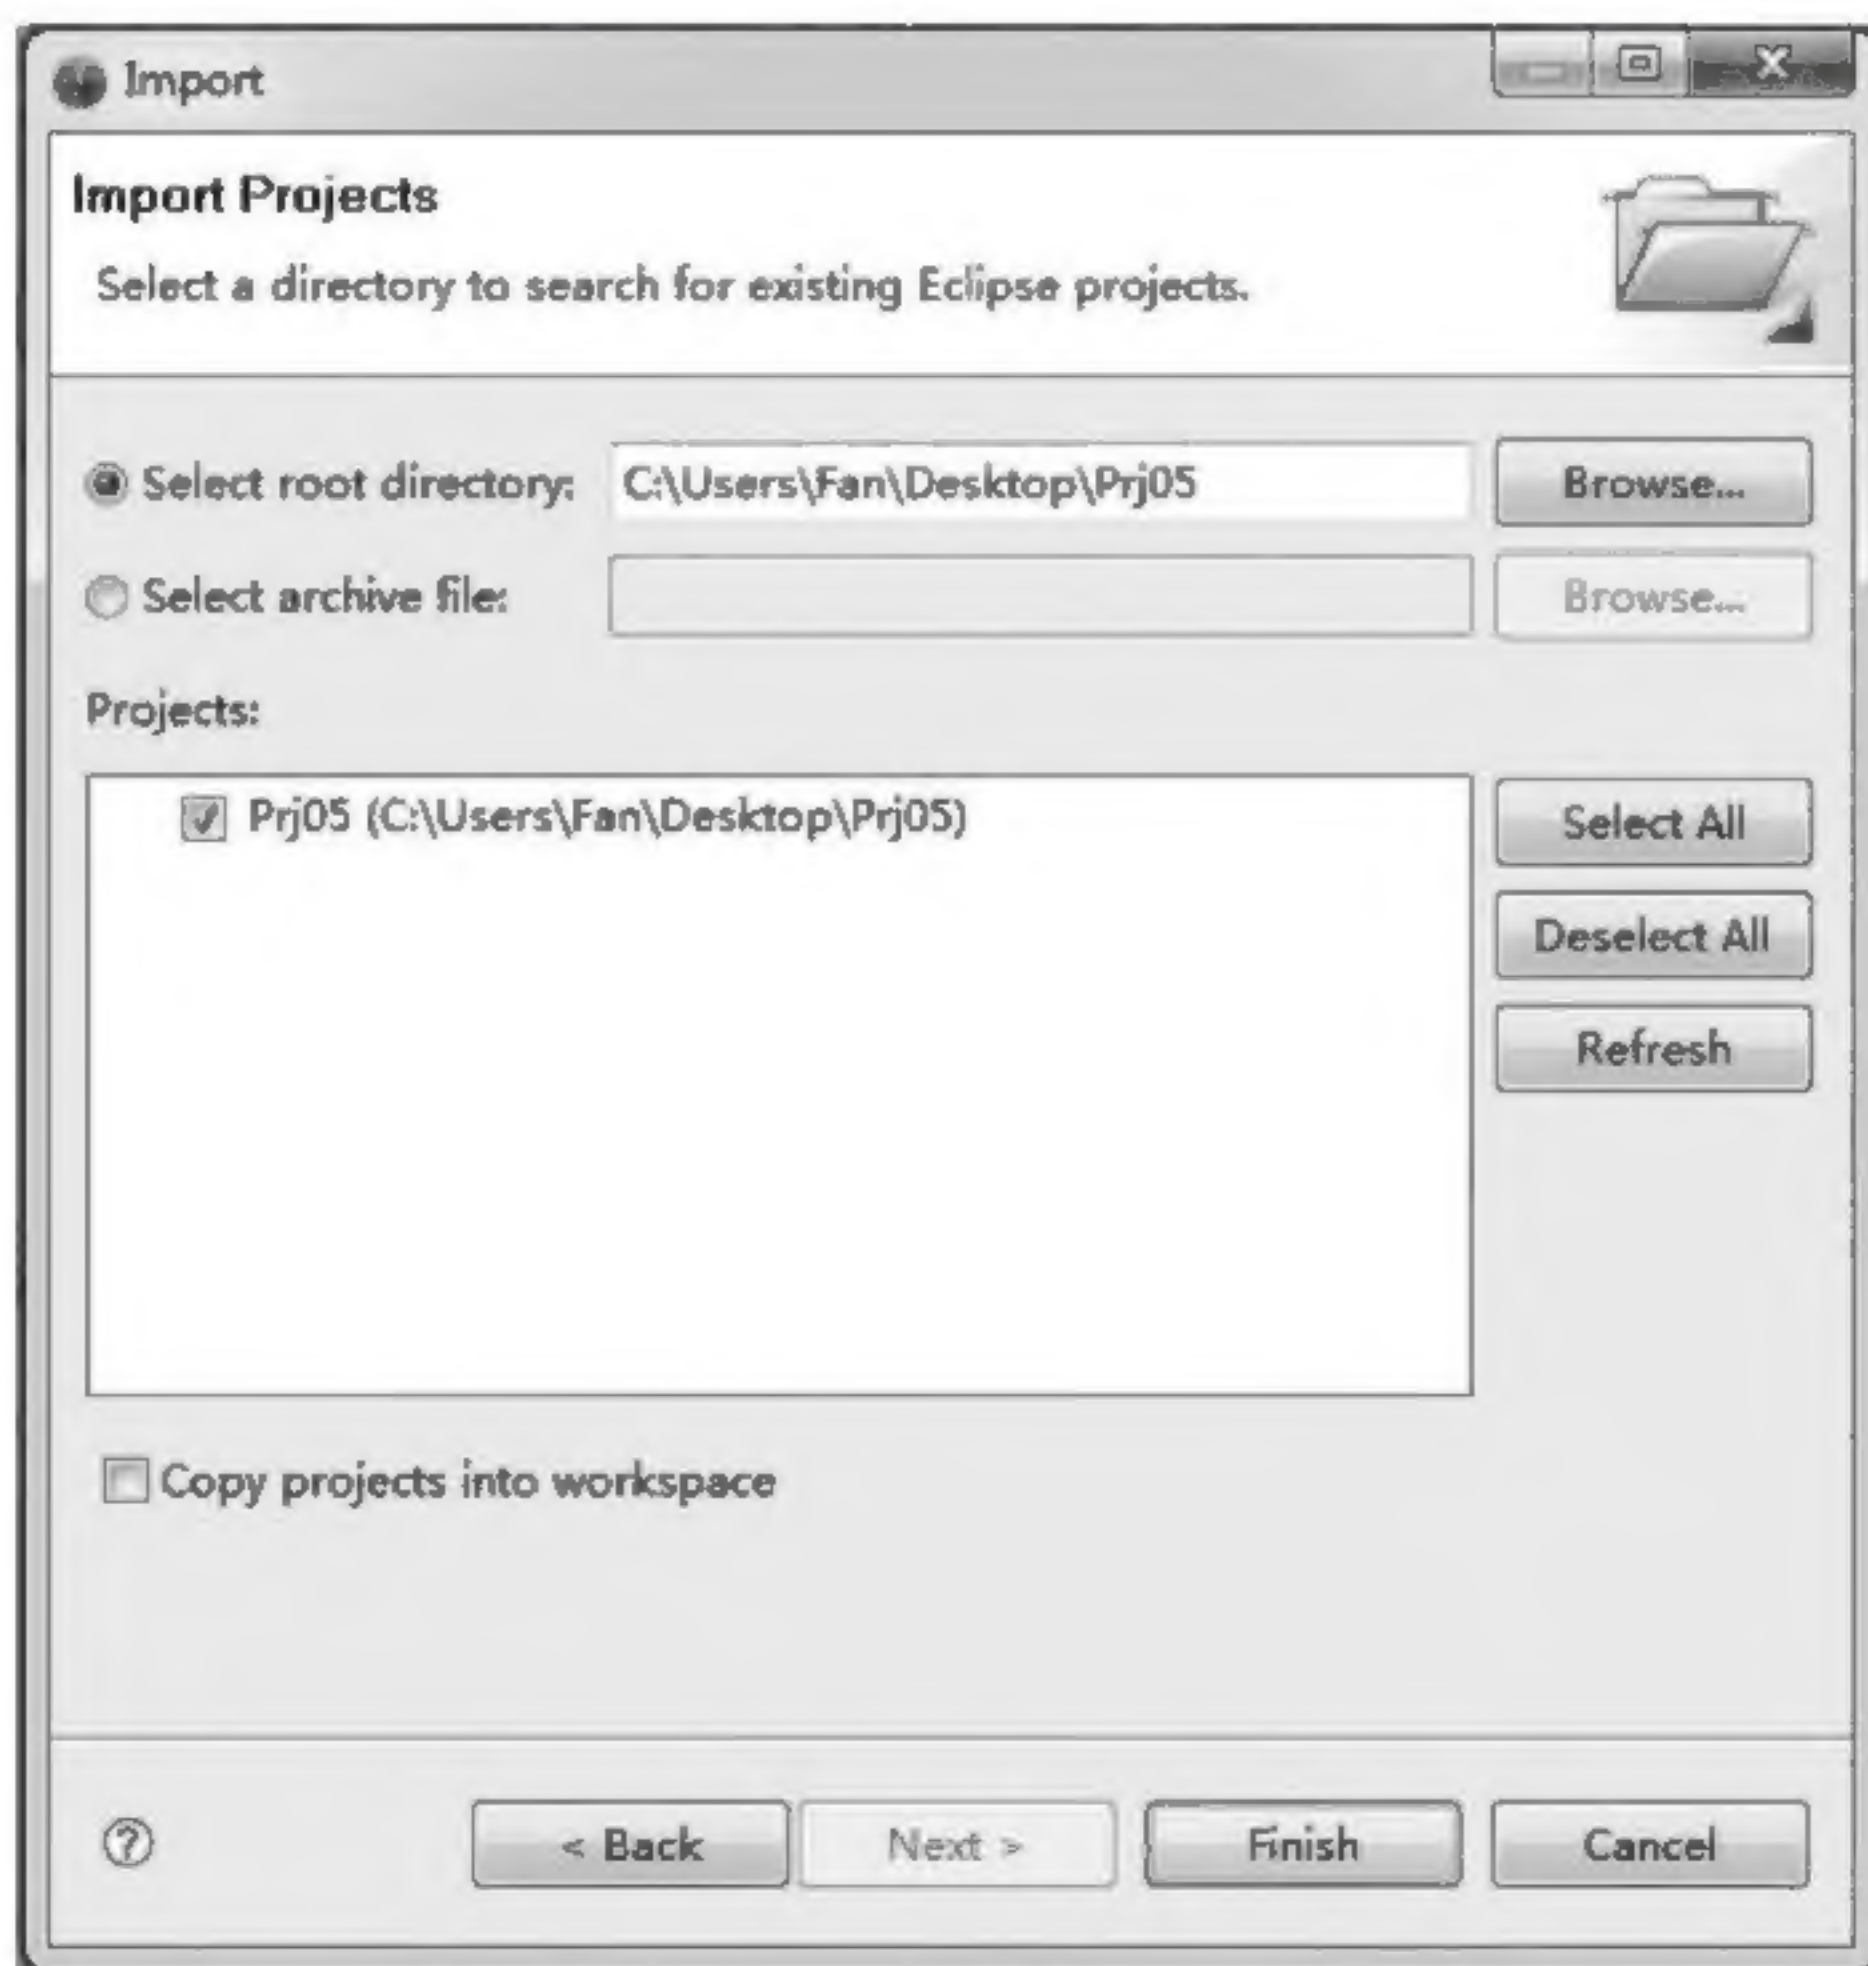 Import
Import Projects
Select a directory to search for existing Eclipse projects.
Select root directory: C:\Users\Fan\Desktop\Prj05 Browse...
Select archive file: Browse...
Projects:
Prj05 (C:\Users\Fan\Desktop\Prj05) Select All
Deselect All
Refresh
Copy projects into workspace
? < Back Next > Finish Cancel